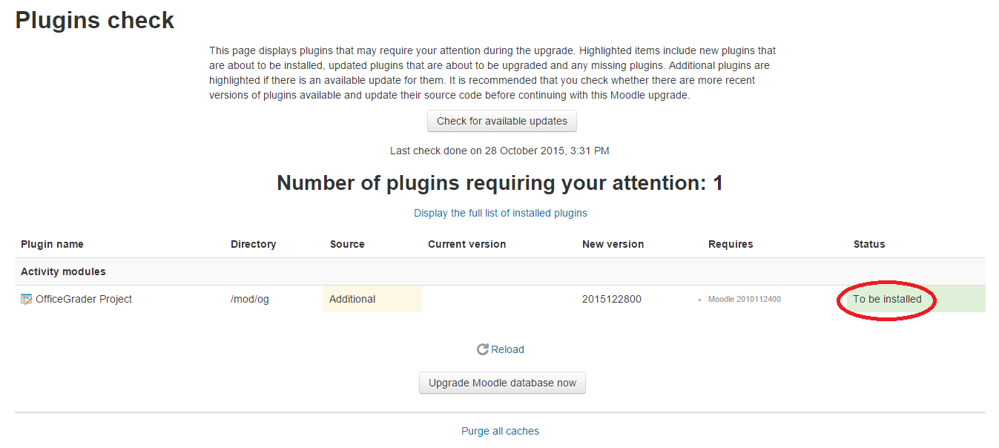 Plugins check
This page displays plugins that may require your attention during the upgrade. Highlighted items include new plugins that
are about to be installed, updated plugins that are about to be upgraded and any missing plugins. Additional plugins are
highlighted if there is an available update for them. It is recommended that you check whether there are more recent
versions of plugins available and update their source code before continuing with this Moodle upgrade.
Check for available updates
Last check done on 28 October 2015, 3:31 PM
Number of plugins requiring your attention: 1
Display the full list of installed plugins
Plugin name Directory Source Current version New version Requires Status
Activity modules
OfficeGrader Project /mod/og Additional 2015122800 • Moodle 2010112400 To be installed
Reload
Upgrade Moodle database now
Purge all caches